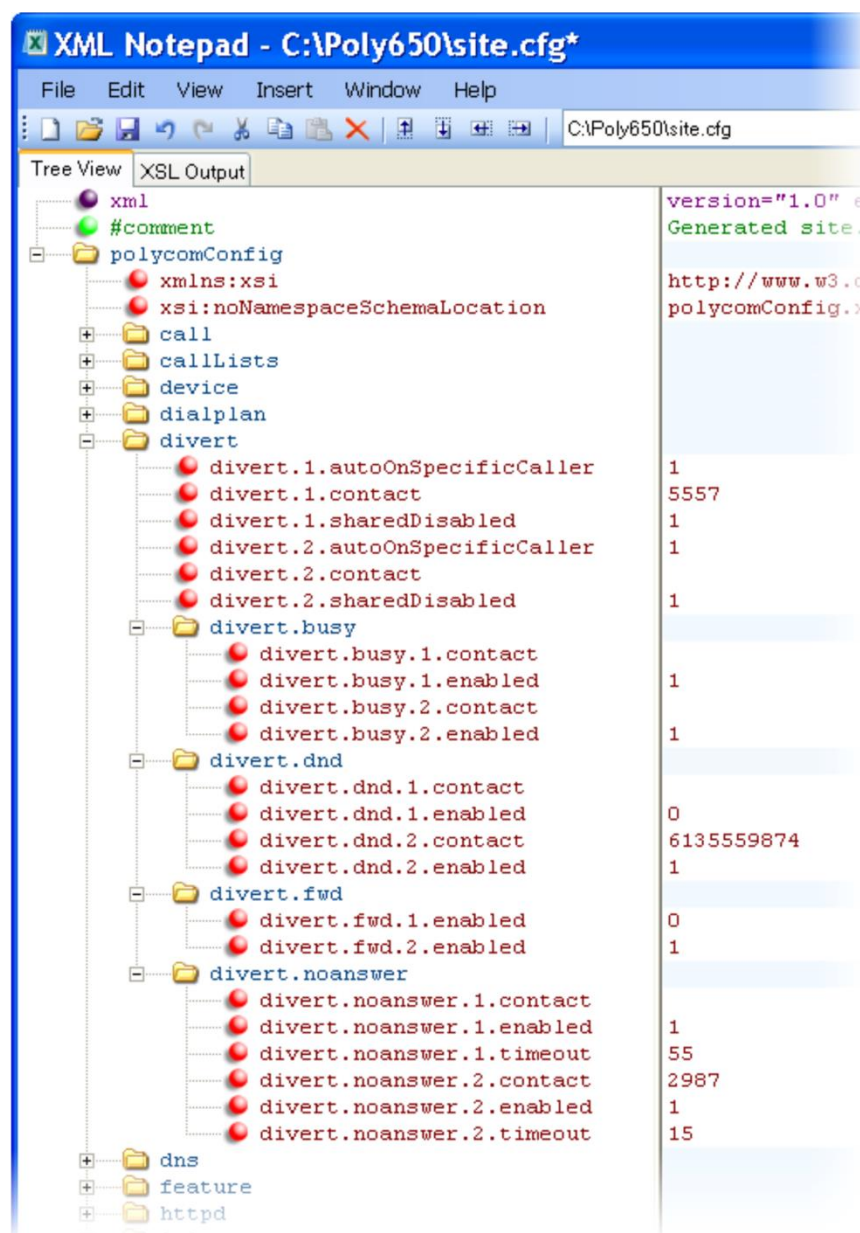 XML Notepad - C:\Poly650\site.cfg*
File Edit View Insert Window Help
C:\Poly650\site.cfg
Tree View XSL Output
xml version="1.0"
#comment Generated site.
polycomConfig
xmlns:xsi http://www.w3.
xsi:noNamespaceSchemaLocation polycomConfig.
call
callLists
device
dialplan
divert
divert.1.autoOnSpecificCaller 1
divert.1.contact 5557
divert.1.sharedDisabled 1
divert.2.autoOnSpecificCaller 1
divert.2.contact
divert.2.sharedDisabled 1
divert.busy
divert.busy.1.contact
divert.busy.1.enabled 1
divert.busy.2.contact
divert.busy.2.enabled 1
divert.dnd
divert.dnd.1.contact
divert.dnd.1.enabled 0
divert.dnd.2.contact 6135559874
divert.dnd.2.enabled 1
divert.fwd
divert.fwd.1.enabled 0
divert.fwd.2.enabled 1
divert.noanswer
divert.noanswer.1.contact
divert.noanswer.1.enabled 1
divert.noanswer.1.timeout 55
divert.noanswer.2.contact 2987
divert.noanswer.2.enabled 1
divert.noanswer.2.timeout 15
dns
feature
httpd